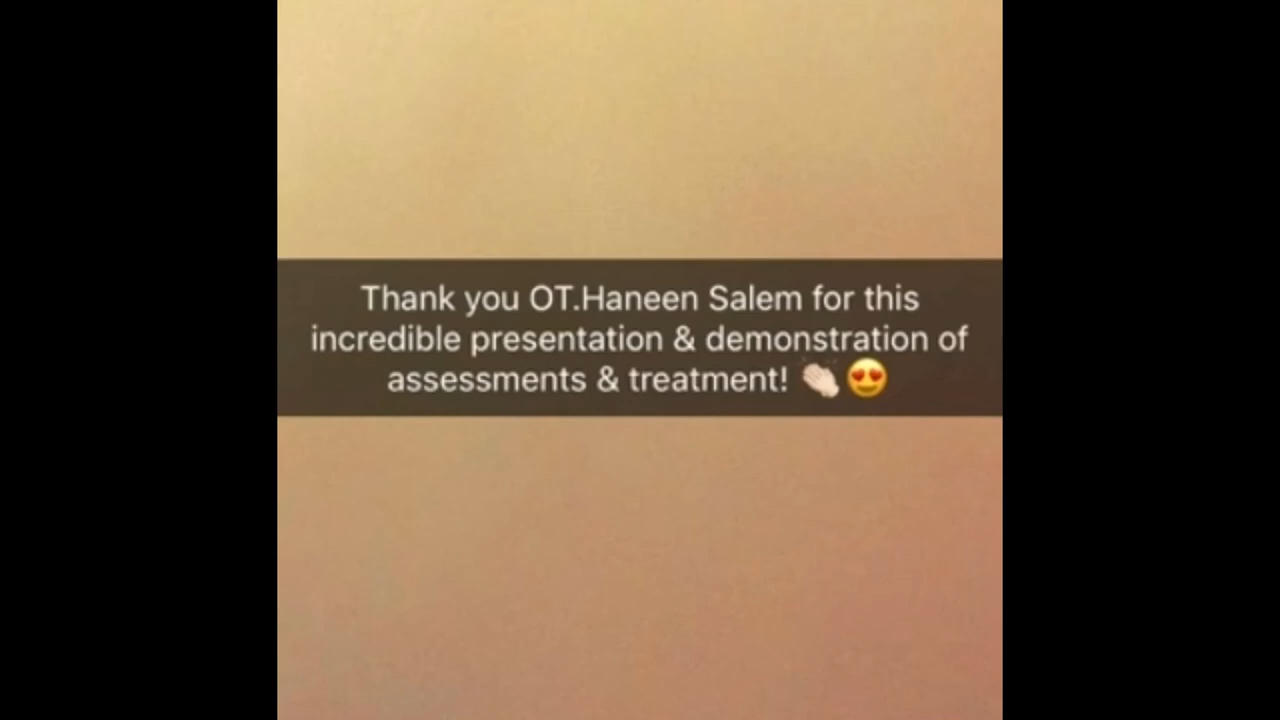 Thank you OT.Haneen Salem for this
incredible presentation & demonstration of
assessments & treatment! 👏🏻😍